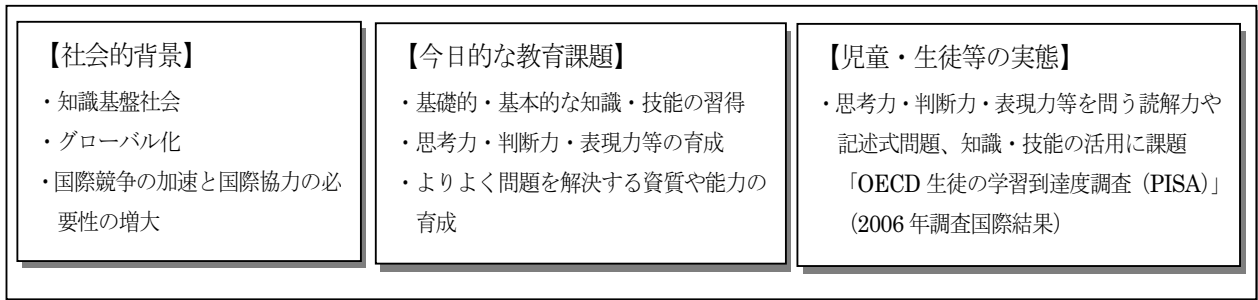 【社会的背景】
・知識基盤社会
・グローバル化
・国際競争の加速と国際協力の必
要性の増大
【今日的な教育課題】
・基礎的・基本的な知識・技能の習得
・思考力・判断力・表現力等の育成
・よりよく問題を解決する資質や能力の
育成
【児童・生徒等の実態】
・思考力・判断力・表現力等を問う読解力や
記述式問題、知識・技能の活用に課題
「OECD 生徒の学習到達度調査（PISA）」
（2006 年調査国際結果）